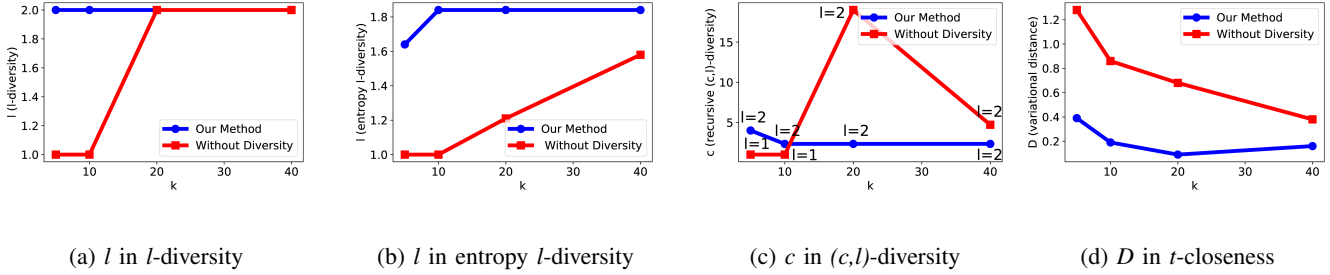 2.0
1.8
1.6
1.4
1.2
1.0
l (l-diversity)
10
20
30
40
k
Our Method
Without Diversity
(a) l in l-diversity
1.8
1.6
1.4
1.2
1.0
l (entropy l-diversity)
10
20
30
40
k
Our Method
Without Diversity
(b) l in entropy l-diversity
15
10
5
c (recursive (c,l)-diversity)
l=2
l=2
l=2
l=2
l=1
l=1
l=2
l=2
10
20
30
40
k
Our Method
Without Diversity
(c) c in (c,l)-diversity
1.2
1.0
0.8
0.6
0.4
0.2
D (variational distance)
10
20
30
40
k
Our Method
Without Diversity
(d) D in t-closeness